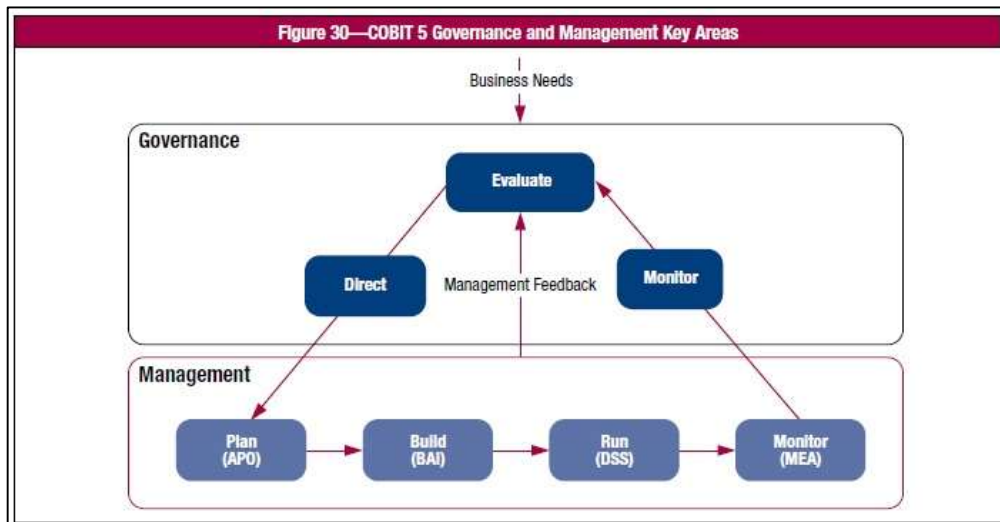 Figure 30—COBIT 5 Governance and Management Key Areas
Business Needs
Governance
Evaluate
Direct
Management Feedback
Monitor
Management
Plan
(APO)
Build
(BAI)
Run
(DSS)
Monitor
(MEA)